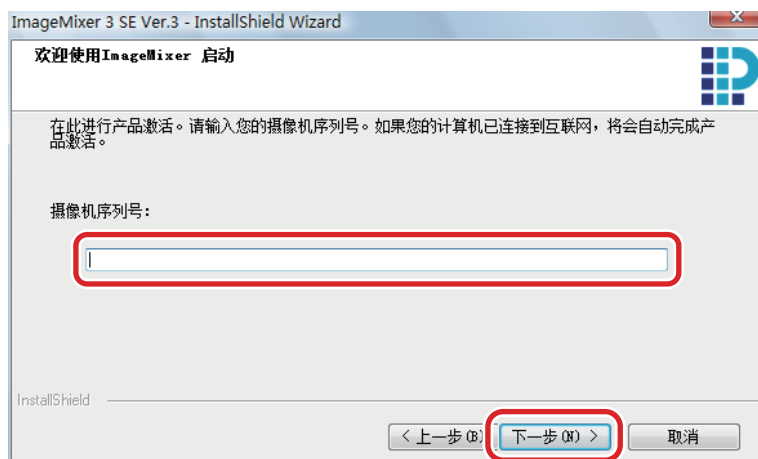 ImageMixer 3 SE Ver.3 - InstallShield Wizard
欢迎使用ImageMixer 启动
在此进行产品激活。请输入您的摄像机序列号。如果您的计算机已连接到互联网，将会自动完成产
品激活。
摄像机序列号：
InstallShield
< 上一步(B) 下一步(N) > 取消